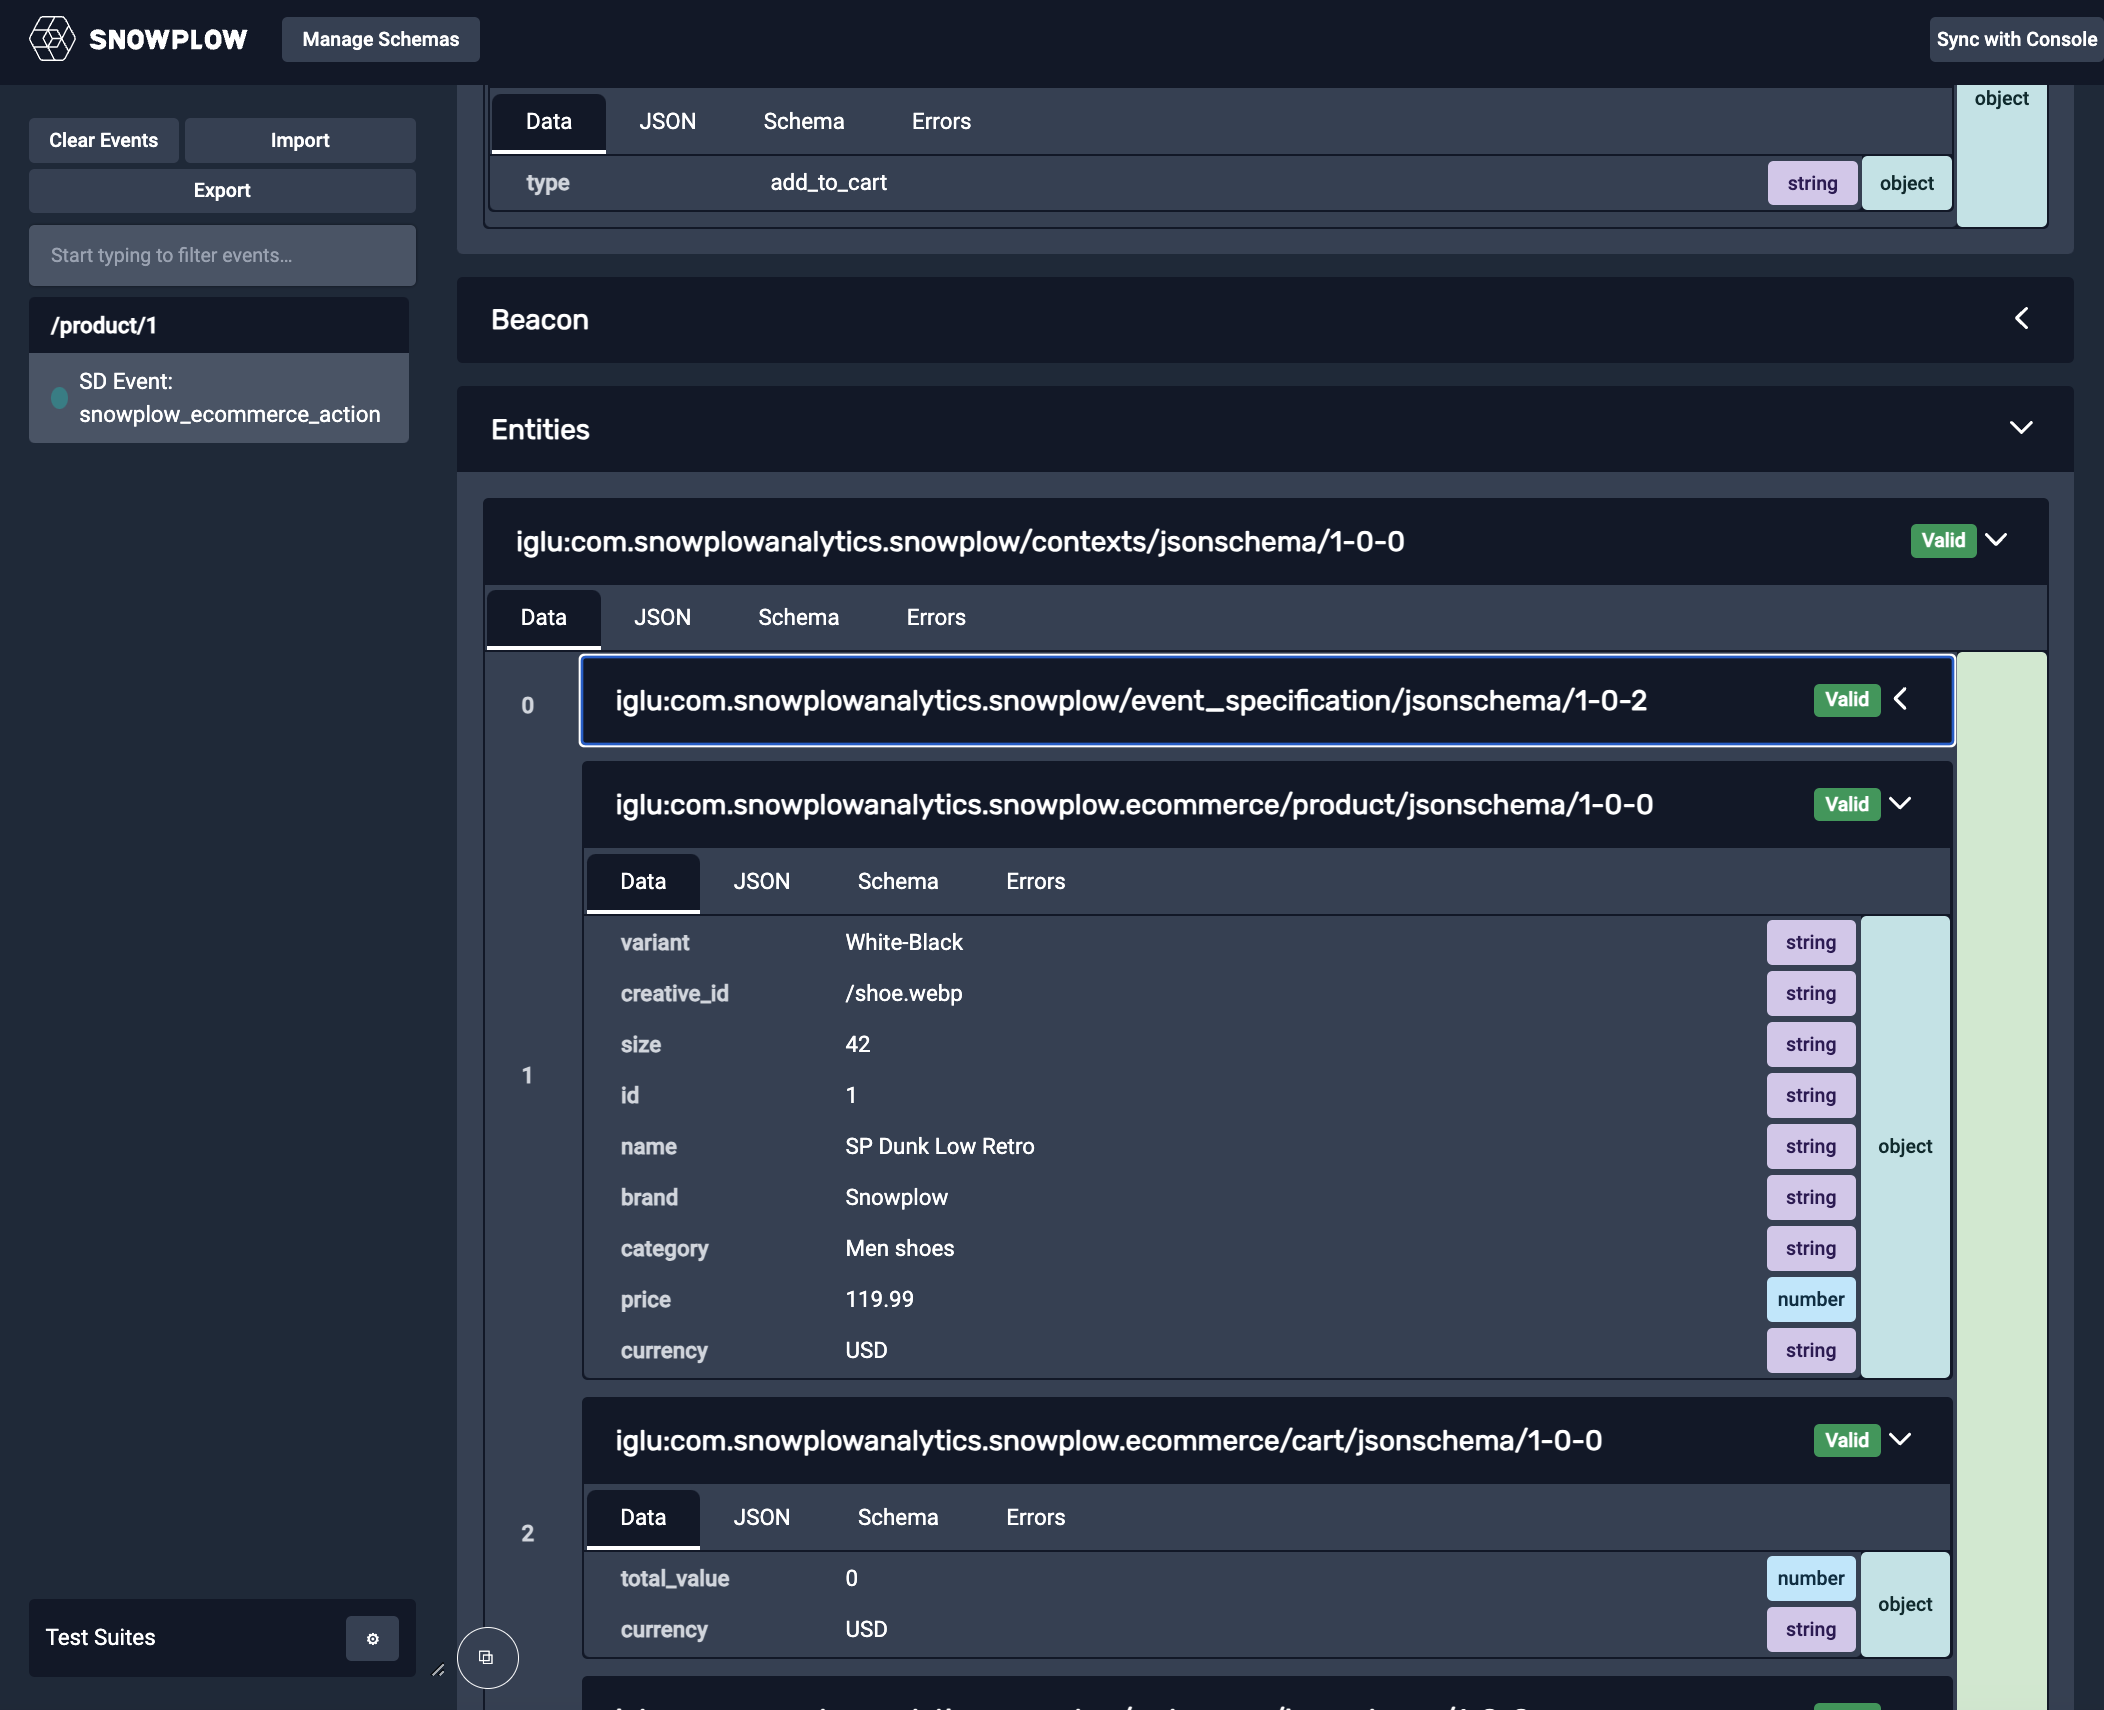 SNOWPLOW
Manage Schemas
Sync with Console
Clear Events
Import
Export
Start typing to filter events...
/product/1
SD Event:
snowplow_ecommerce_action
Test Suites
object
Data JSON Schema Errors
type add_to_cart string object
Beacon
Entities
iglu:com.snowplowanalytics.snowplow/contexts/jsonschema/1-0-0 Valid
Data JSON Schema Errors
0 iglu:com.snowplowanalytics.snowplow/event_specification/jsonschema/1-0-2 Valid
iglu:com.snowplowanalytics.snowplow.ecommerce/product/jsonschema/1-0-0 Valid
Data JSON Schema Errors
variant White-Black string
creative_id /shoe.webp string
size 42 string
1
id 1 string
name SP Dunk Low Retro string object
brand Snowplow string
category Men shoes string
price 119.99 number
currency USD string
iglu:com.snowplowanalytics.snowplow.ecommerce/cart/jsonschema/1-0-0 Valid
Data JSON Schema Errors
2
total_value 0 number
object
currency USD string